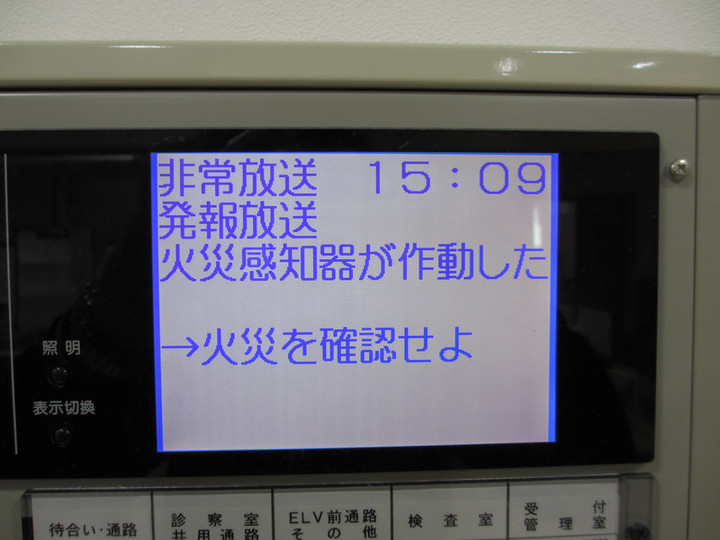 非常放送　１５：０９
発報放送
火災感知器が作動した
→火災を確認せよ
照明
表示切換
待合い・通路
診察室
共用通路
ELV前通路
その他
検査室
受付
管理室